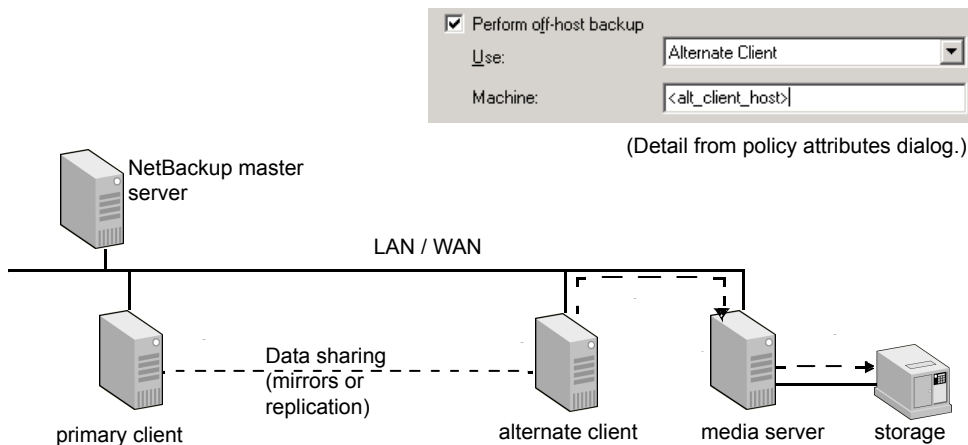 Perform off-host backup
Use: Alternate Client
Machine: <alt_client_host>
(Detail from policy attributes dialog.)
NetBackup master
server
LAN / WAN
Data sharing
(mirrors or
replication)
primary client
alternate client
media server
storage